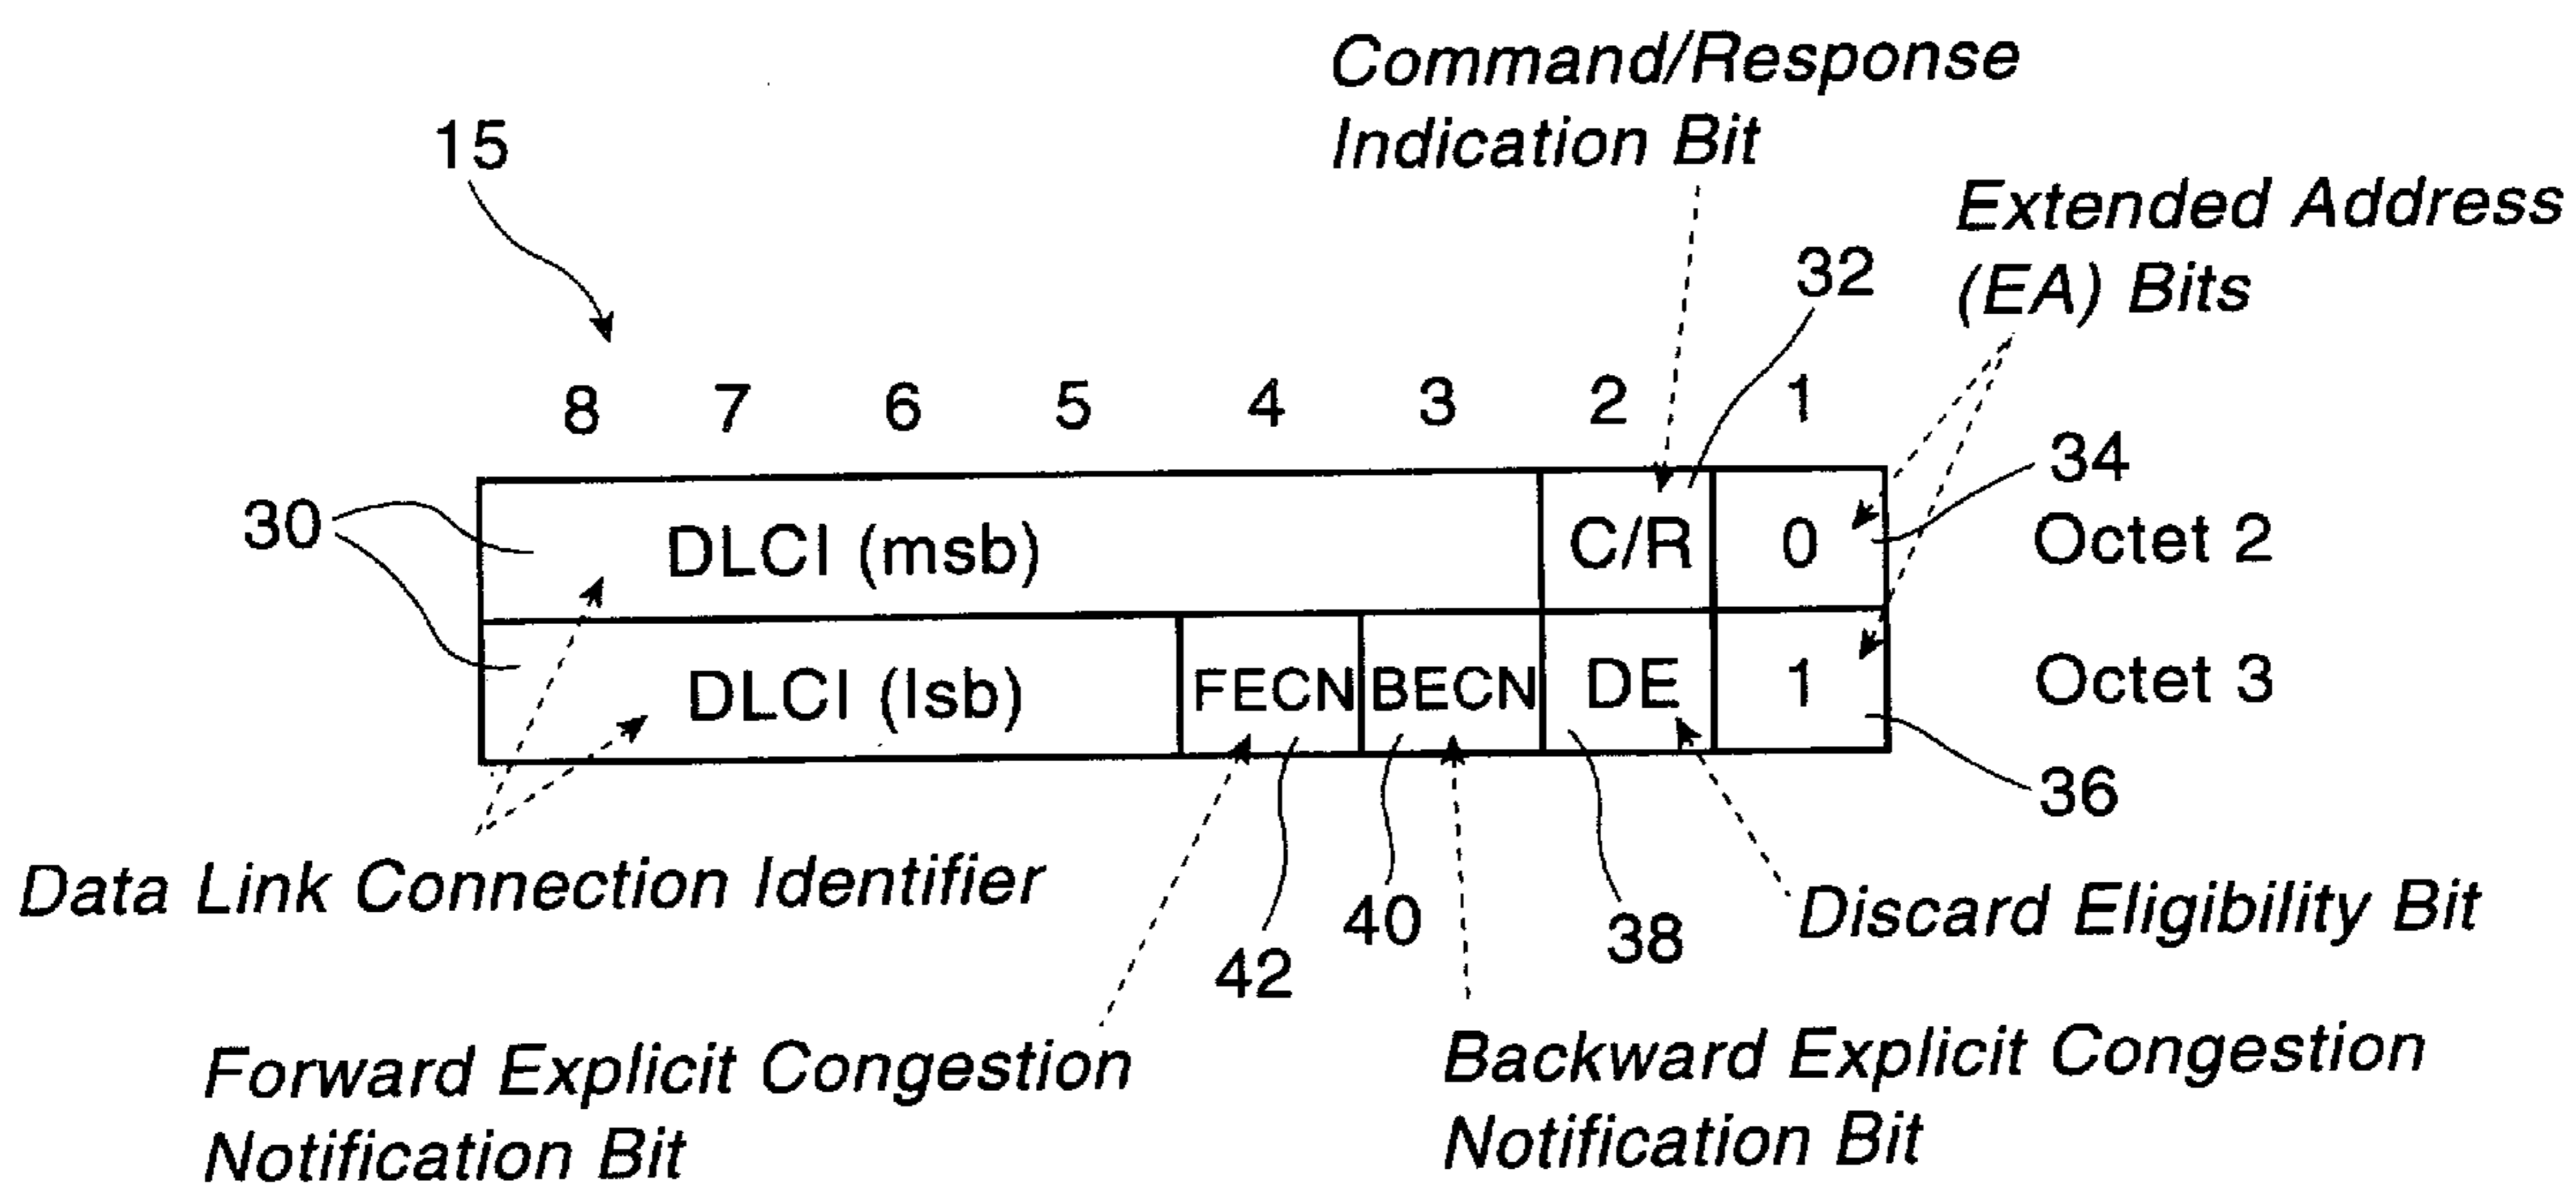 Command/Response
Indication Bit
15
Extended Address
(EA) Bits
32
8 7 6 5 4 3 2 1
34
30
DLCI (msb) C/R 0 Octet 2
DLCI (lsb) FECN BECN DE 1 Octet 3
36
Data Link Connection Identifier
42
40
38
Discard Eligibility Bit
Forward Explicit Congestion
Notification Bit
Backward Explicit Congestion
Notification Bit